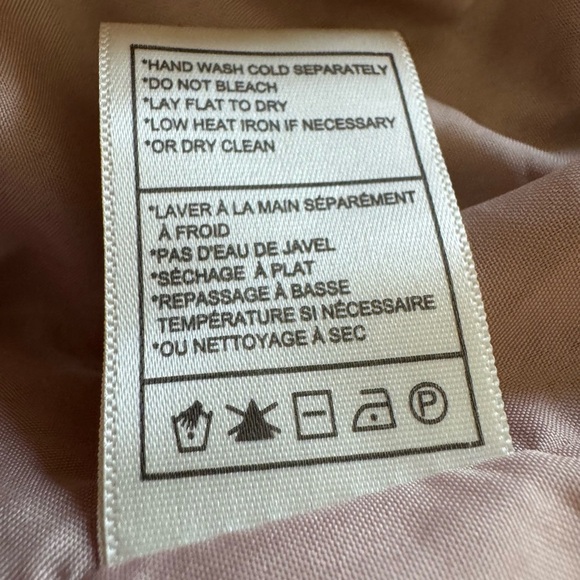 *HAND WASH COLD SEPARATELY
*DO NOT BLEACH
*LAY FLAT TO DRY
*LOW HEAT IRON IF NECESSARY
*OR DRY CLEAN
*LAVER À LA MAIN SÉPARÉMENT
À FROID
*PAS D'EAU DE JAVEL
*SÉCHAGE À PLAT
*REPASSAGE À BASSE
TEMPÉRATURE SI NÉCESSAIRE
*OU NETTOYAGE À SEC
P